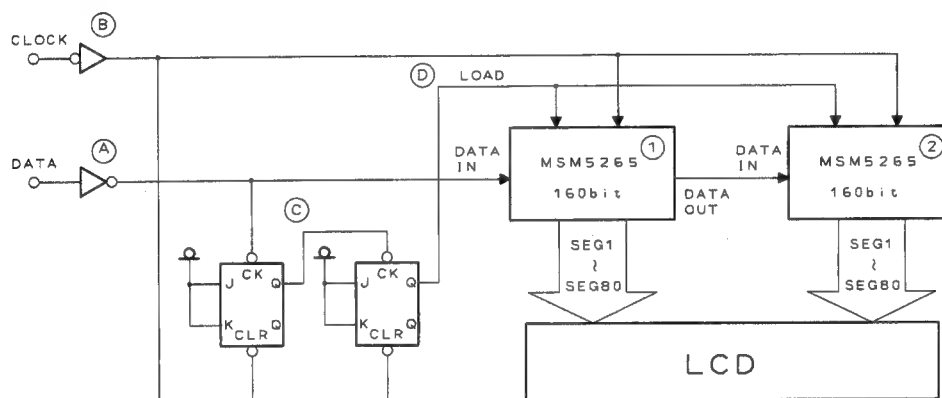 B
CLOCK
D
LOAD
A
DATA
DATA
IN
MSM5265
160bit
1
DATA
OUT
DATA
IN
MSM5265
160bit
2
C
CK
J
Q
K
Q
CLR
CK
J
Q
K
Q
CLR
SEG1
~
SEG80
SEG1
~
SEG80
LCD